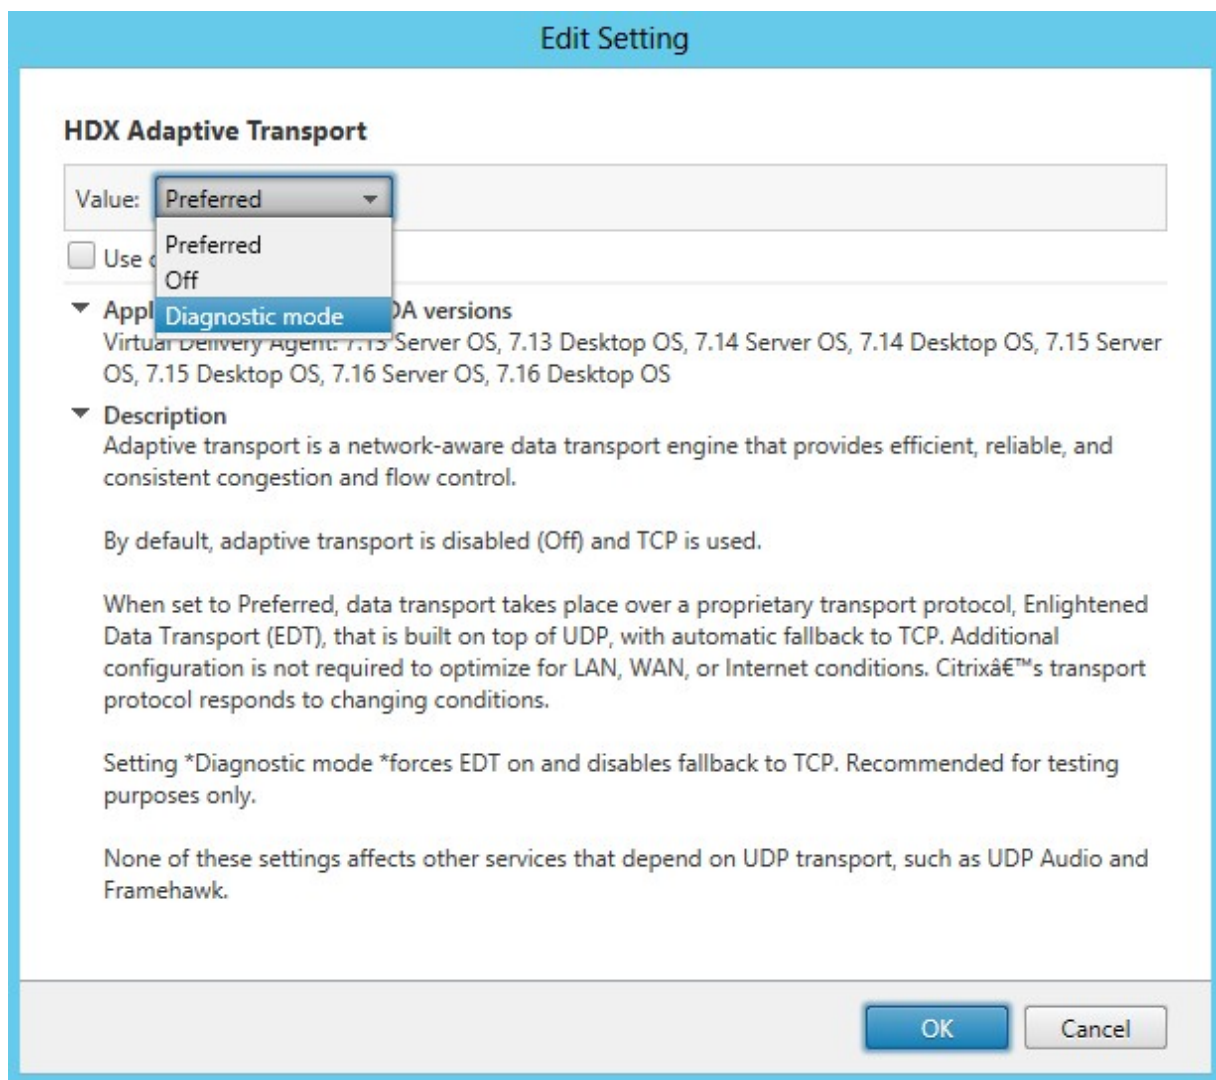 Edit Setting
HDX Adaptive Transport
Value: Preferred
Preferred
Use
Off
Diagnostic mode
Appl DA versions
Virtual Delivery Agent: 7.13 Server OS, 7.13 Desktop OS, 7.14 Server OS, 7.14 Desktop OS, 7.15 Server
OS, 7.15 Desktop OS, 7.16 Server OS, 7.16 Desktop OS
Description
Adaptive transport is a network-aware data transport engine that provides efficient, reliable, and
consistent congestion and flow control.
By default, adaptive transport is disabled (Off) and TCP is used.
When set to Preferred, data transport takes place over a proprietary transport protocol, Enlightened
Data Transport (EDT), that is built on top of UDP, with automatic fallback to TCP. Additional
configuration is not required to optimize for LAN, WAN, or Internet conditions. Citrixâ€™s transport
protocol responds to changing conditions.
Setting *Diagnostic mode *forces EDT on and disables fallback to TCP. Recommended for testing
purposes only.
None of these settings affects other services that depend on UDP transport, such as UDP Audio and
Framehawk.
OK Cancel